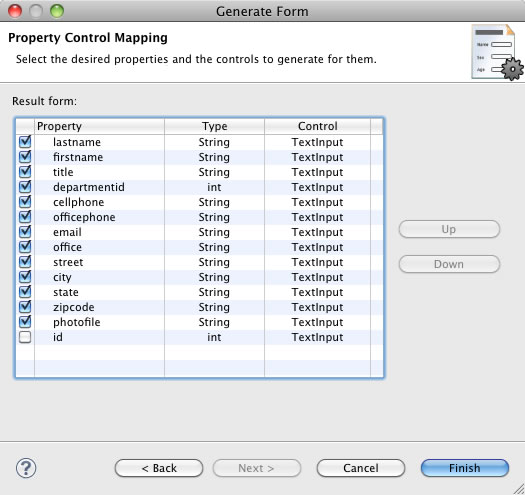 Generate Form
Property Control Mapping
Select the desired properties and the controls to generate for them.
Name
Sex
Age
Result form:
Property Type Control
lastname String TextInput
firstname String TextInput
title String TextInput
departmentid int TextInput
cellphone String TextInput
officephone String TextInput
email String TextInput
office String TextInput
street String TextInput
city String TextInput
state String TextInput
zipcode String TextInput
photofile String TextInput
id int TextInput
Up
Down
?
< Back Next > Cancel Finish